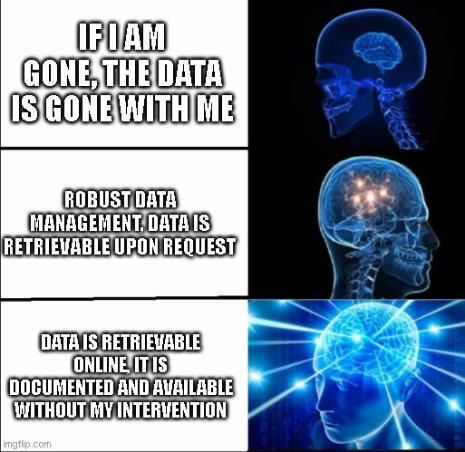 IF I AM
GONE, THE DATA
IS GONE WITH ME
ROBUST DATA
MANAGEMENT, DATA IS
RETRIEVABLE UPON REQUEST
DATA IS RETRIEVABLE
ONLINE, IT IS
DOCUMENTED AND AVAILABLE
WITHOUT MY INTERVENTION
imgflip.com